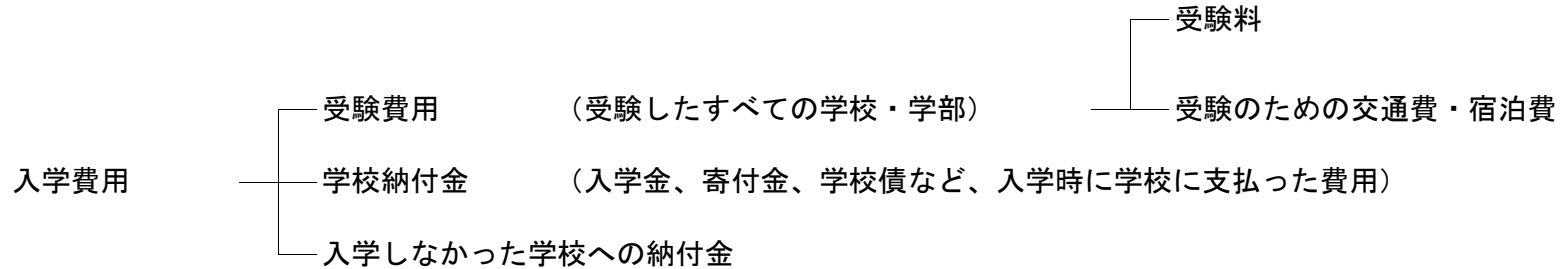 受験料
受験費用 （受験したすべての学校・学部） 受験のための交通費・宿泊費
入学費用 学校納付金 （入学金、寄付金、学校債など、入学時に学校に支払った費用）
入学しなかった学校への納付金